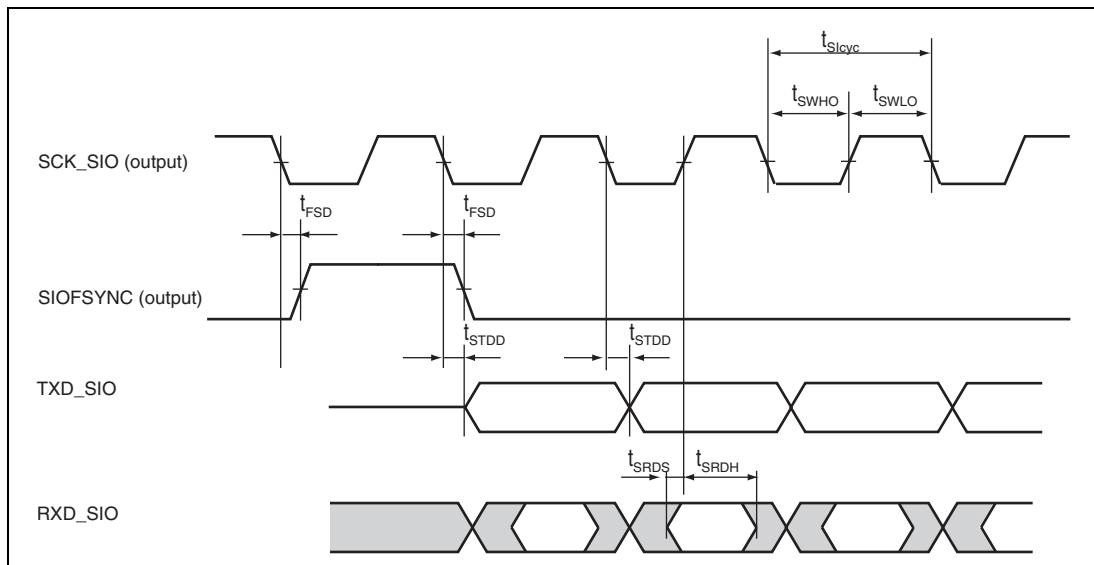 tSIcyc
tSWHO tSWLO
SCK_SIO (output)
tFSD tFSD
SIOFSYNC (output)
tSTDD tSTDD
TXD_SIO
tSRDS tSRDH
RXD_SIO